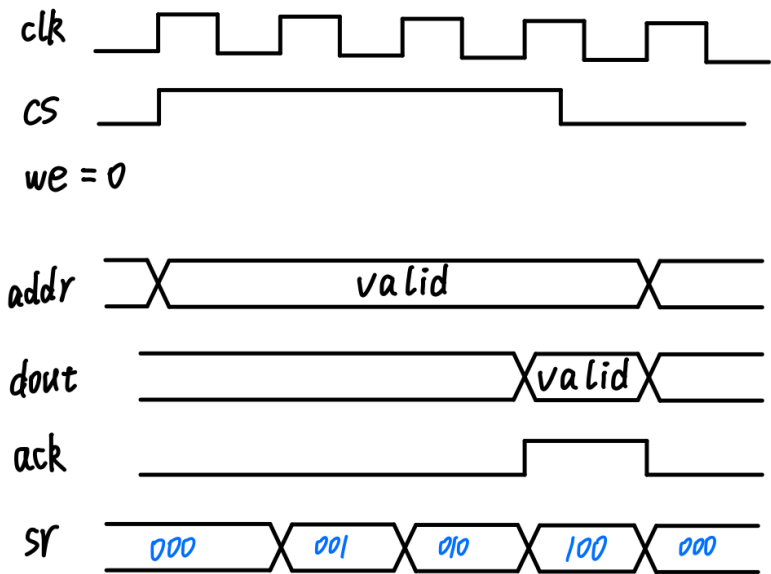 clk
cs
we = 0
addr valid
dout valid
ack
sr 000 001 010 100 000